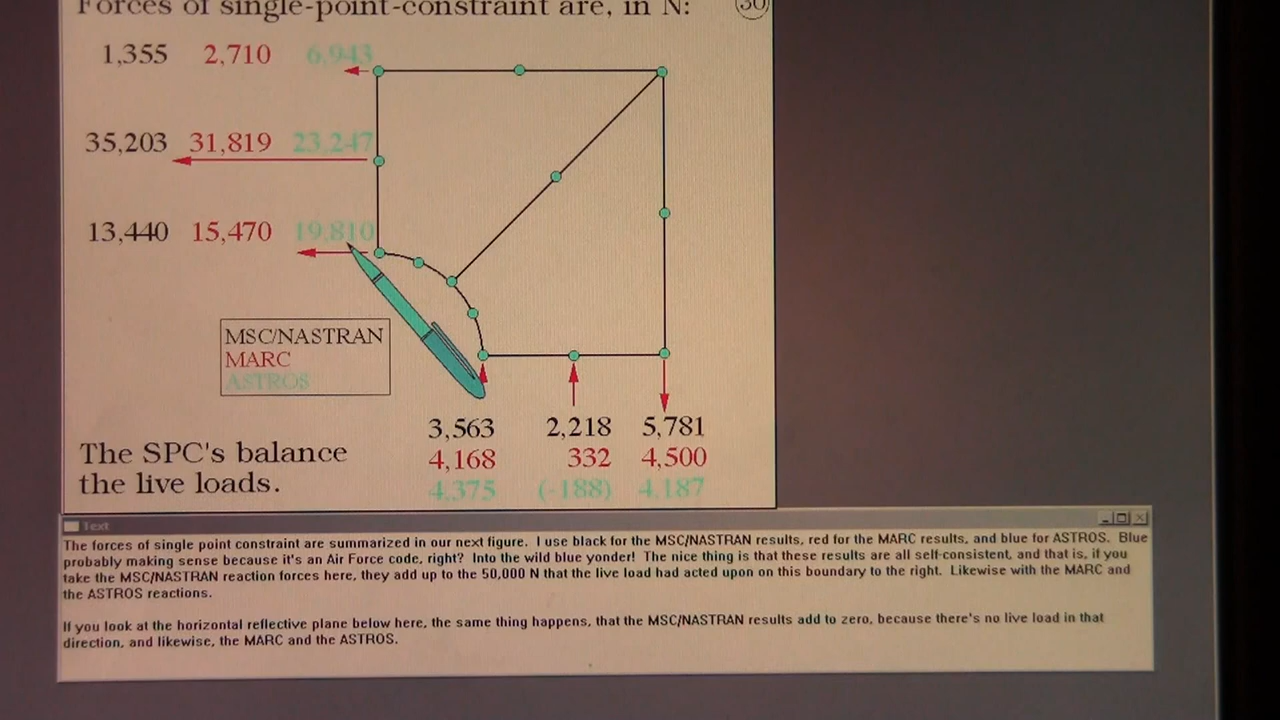 Forces of single-point-constraint are, in N:
30
1,355 2,710 6,943
35,203 31,819 23,247
13,440 15,470 19,810
MSC/NASTRAN
MARC
ASTROS
3,563 2,218 5,781
4,168 332 4,500
4,375 (-188) 4,187
The SPC's balance
the live loads.
Text
The forces of single point constraint are summarized in our next figure. I use black for the MSC/NASTRAN results, red for the MARC results, and blue for ASTROS. Blue
probably making sense because it's an Air Force code, right? Into the wild blue yonder! The nice thing is that these results are all self-consistent, and that is, if you
take the MSC/NASTRAN reaction forces here, they add up to the 50,000 N that the live load had acted upon on this boundary to the right. Likewise with the MARC and
the ASTROS reactions.
If you look at the horizontal reflective plane below here, the same thing happens, that the MSC/NASTRAN results add to zero, because there's no live load in that
direction, and likewise, the MARC and the ASTROS.